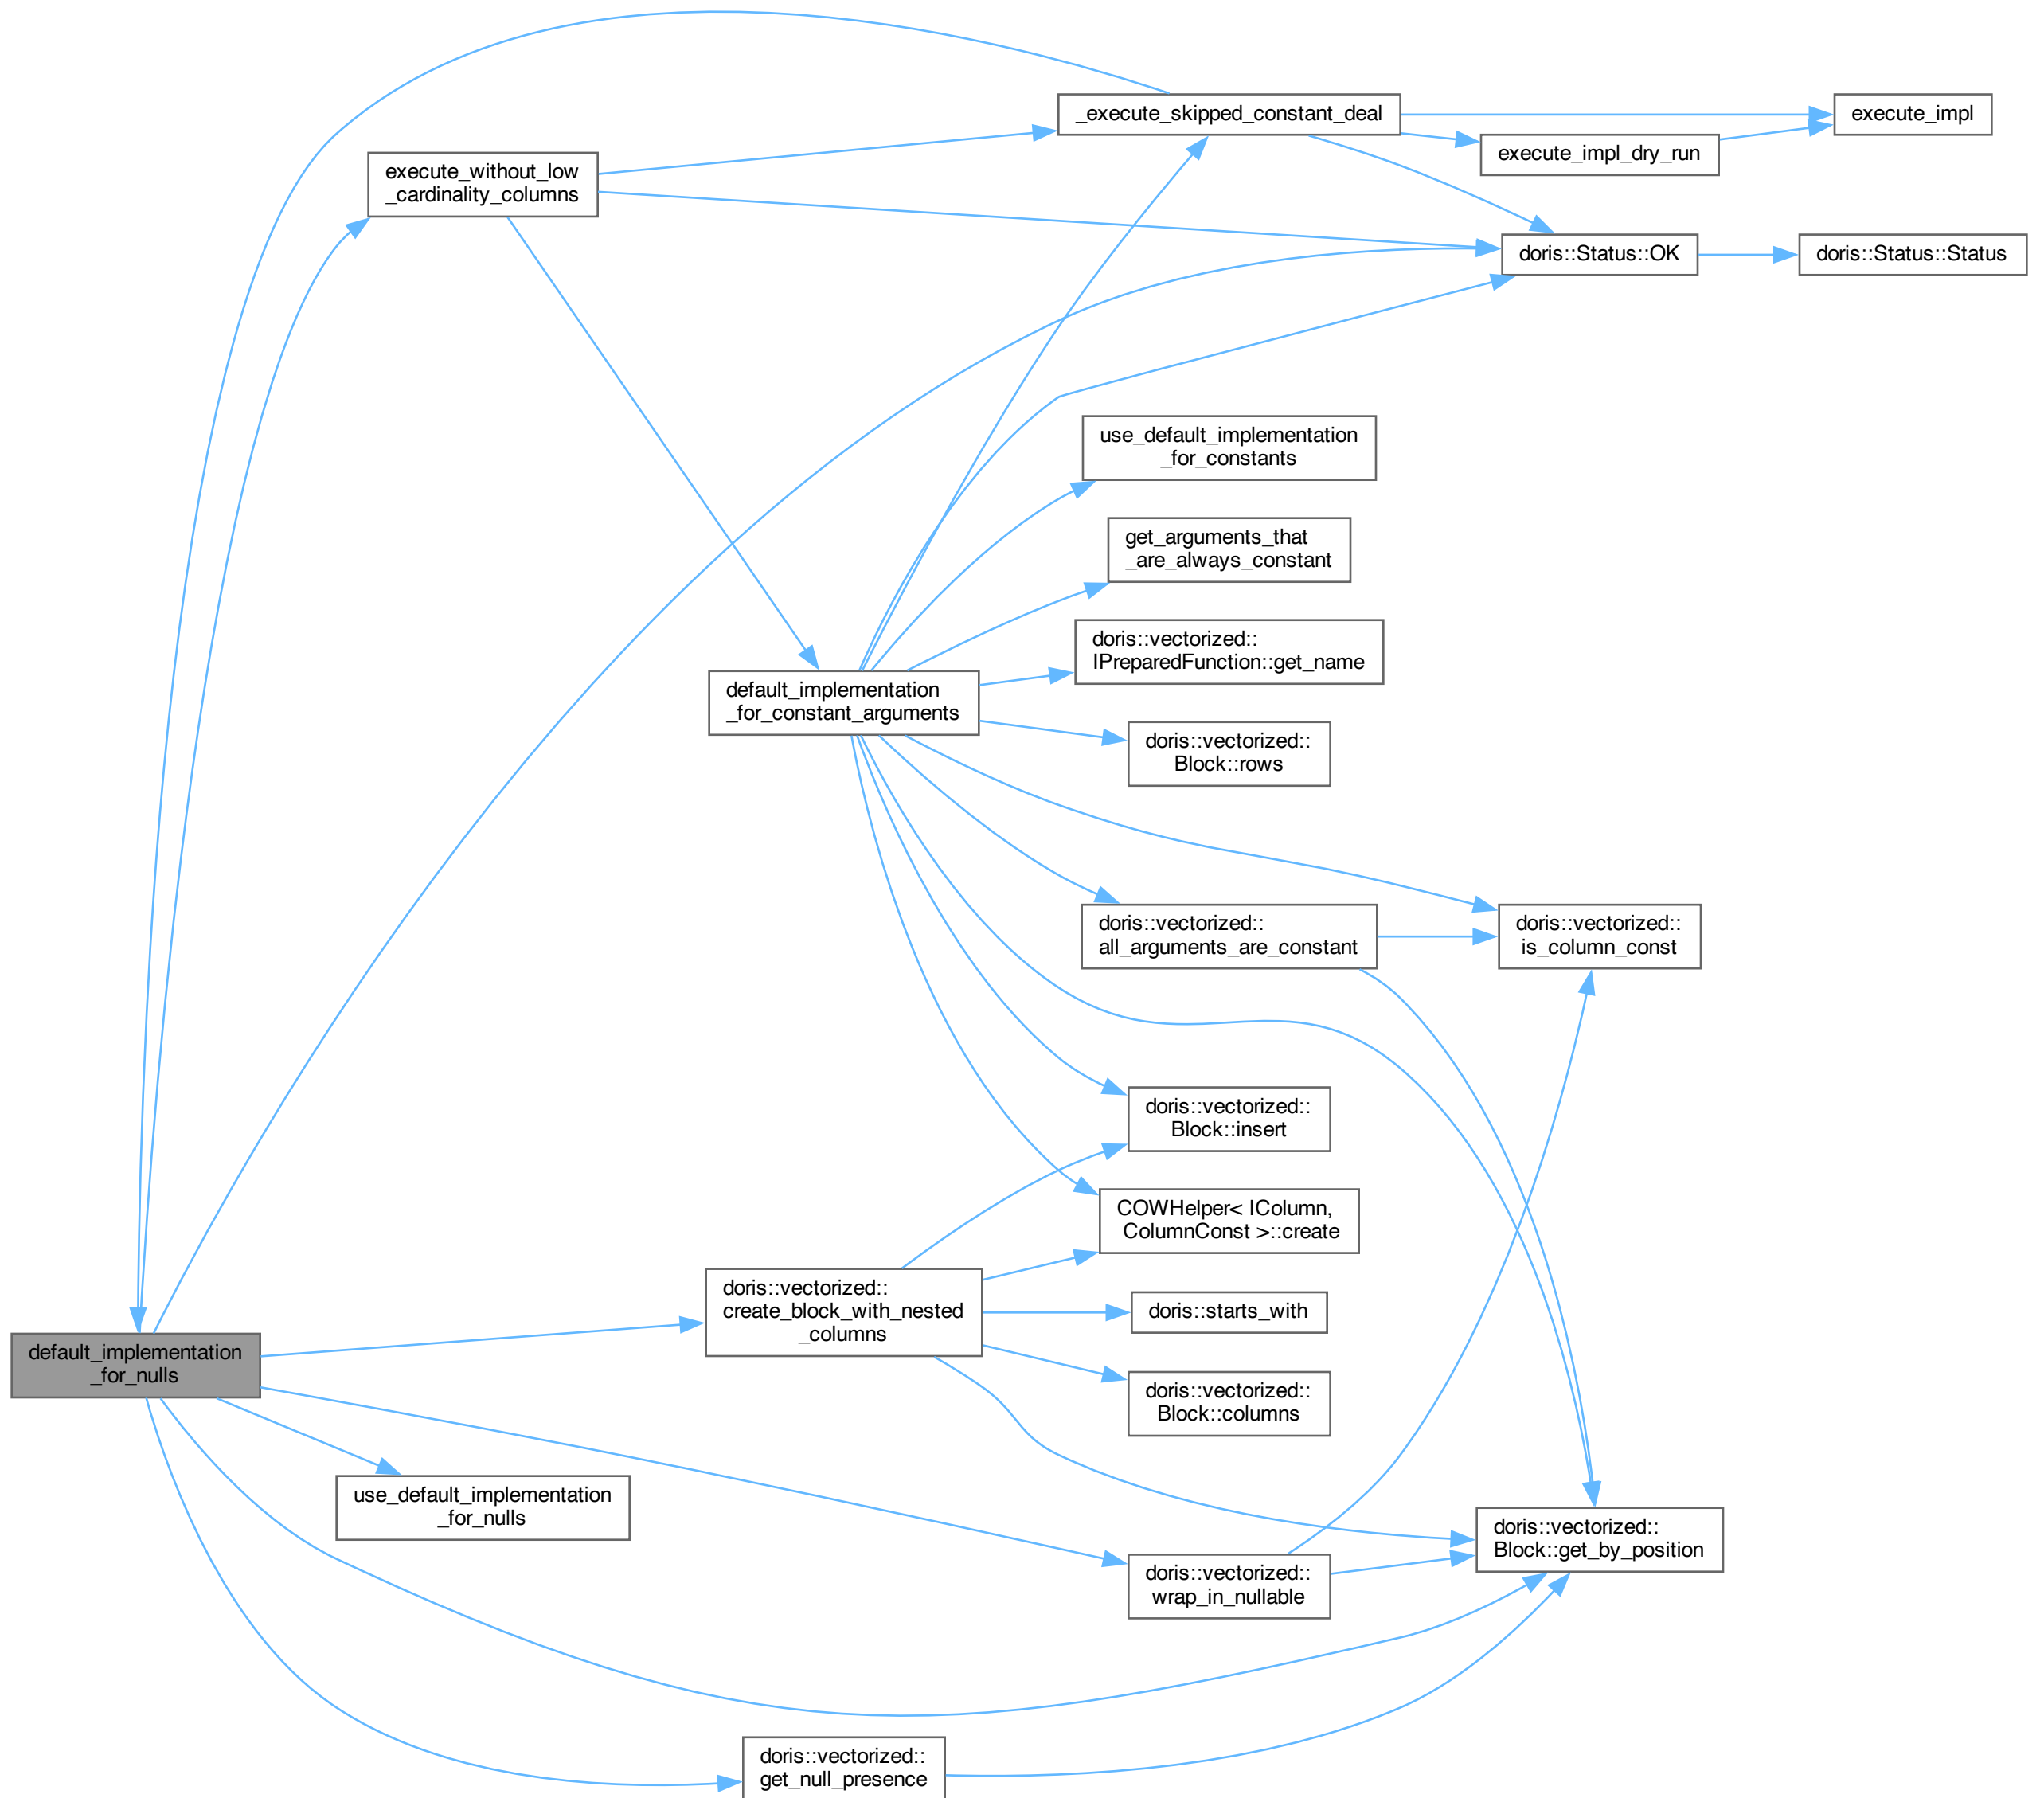 _execute_skipped_constant_deal
execute_impl
execute_impl_dry_run
execute_without_low
_cardinality_columns
doris::Status::OK
doris::Status::Status
use_default_implementation
_for_constants
get_arguments_that
_are_always_constant
doris::vectorized::
IPreparedFunction::get_name
default_implementation
_for_constant_arguments
doris::vectorized::
Block::rows
doris::vectorized::
all_arguments_are_constant
doris::vectorized::
is_column_const
doris::vectorized::
Block::insert
COWHelper< IColumn,
ColumnConst >::create
doris::vectorized::
create_block_with_nested
_columns
doris::starts_with
default_implementation
_for_nulls
doris::vectorized::
Block::columns
use_default_implementation
_for_nulls
doris::vectorized::
Block::get_by_position
doris::vectorized::
wrap_in_nullable
doris::vectorized::
get_null_presence